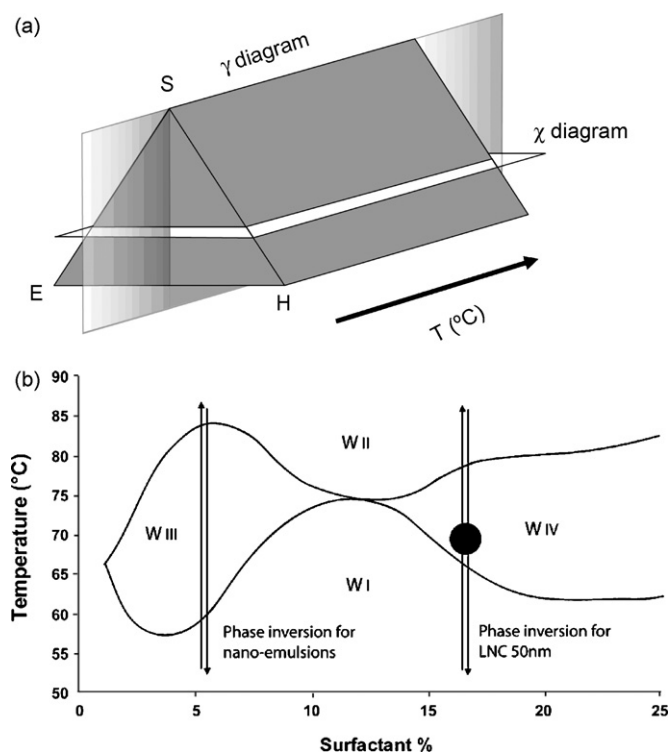 (a)
γ diagram
S
χ diagram
E
H
T (ºC)
(b)
90
85
80
75
70
65
60
55
50
Temperature (°C)
W II
W III
W IV
W I
Phase inversion for
nano-emulsions
Phase inversion for
LNC 50nm
0
5
10
15
20
25
Surfactant %